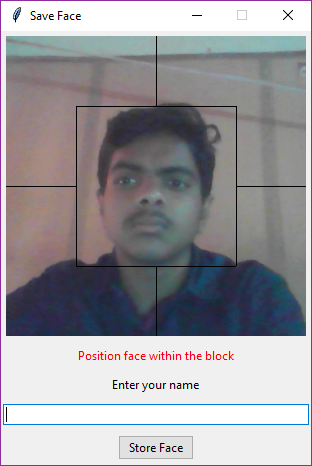 Save Face
Position face within the block
Enter your name
Store Face